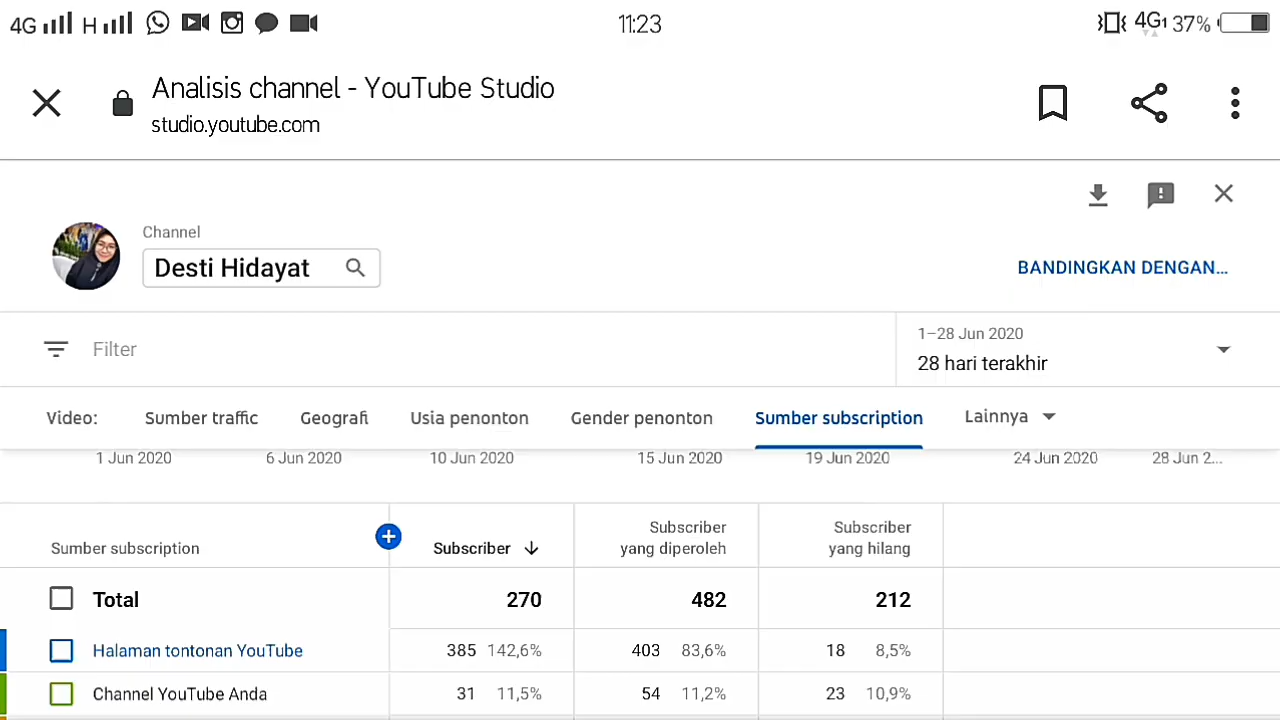 4G H 11:23 4G1 37%
Analisis channel - YouTube Studio
studio.youtube.com
Channel
Desti Hidayat
BANDINGKAN DENGAN...
Filter
1–28 Jun 2020
28 hari terakhir
Video: Sumber traffic Geografi Usia penonton Gender penonton Sumber subscription Lainnya
1 Jun 2020 6 Jun 2020 10 Jun 2020 15 Jun 2020 19 Jun 2020 24 Jun 2020 28 Jun 2...
Sumber subscription Subscriber Subscriber yang diperoleh Subscriber yang hilang
Total 270 482 212
Halaman tontonan YouTube 385 142,6% 403 83,6% 18 8,5%
Channel YouTube Anda 31 11,5% 54 11,2% 23 10,9%